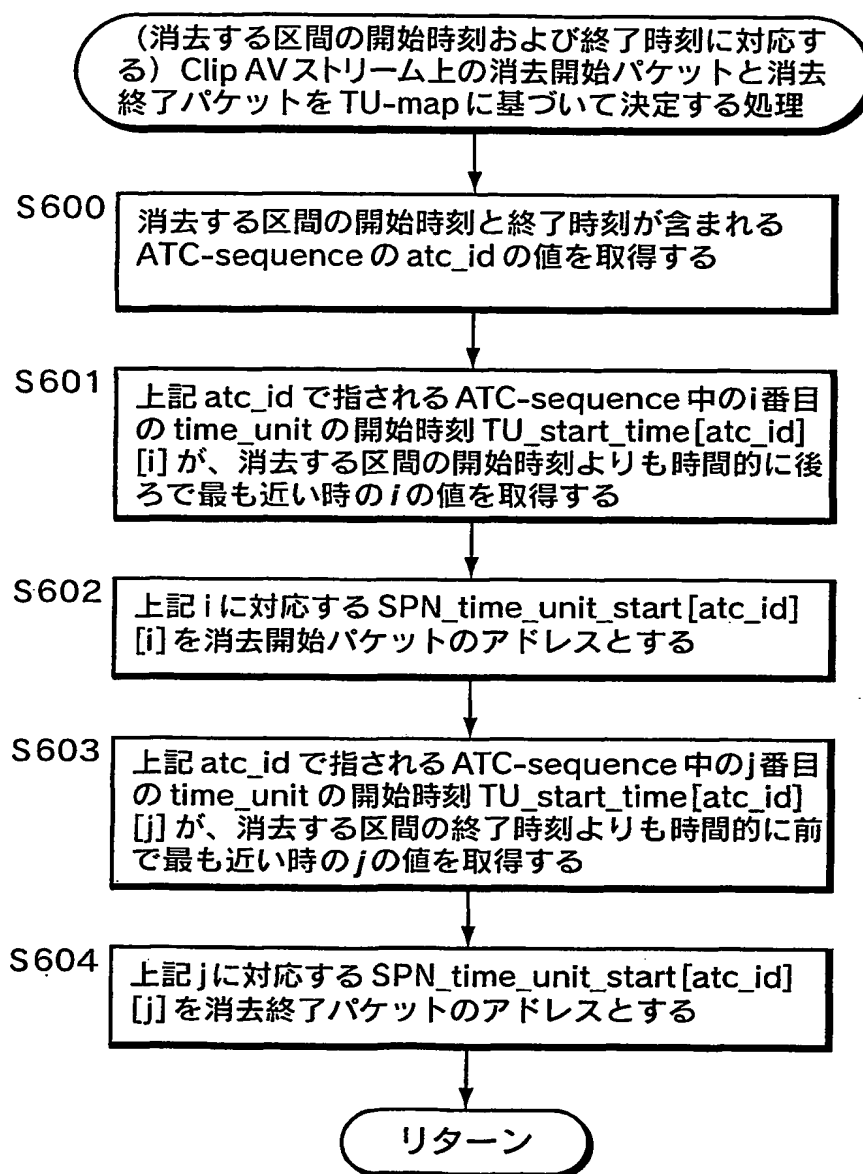 (消去する区間の開始時刻および終了時刻に対応す
る) Clip AVストリーム上の消去開始パケットと消去
終了パケットをTU-mapに基づいて決定する処理
S600
消去する区間の開始時刻と終了時刻が含まれる
ATC-sequenceのatc_idの値を取得する
S601
上記atc_idで指されるATC-sequence中のi番目
のtime_unitの開始時刻TU_start_time[atc_id]
[i]が、消去する区間の開始時刻よりも時間的に後
ろで最も近い時のiの値を取得する
S602
上記iに対応するSPN_time_unit_start[atc_id]
[i]を消去開始パケットのアドレスとする
S603
上記atc_idで指されるATC-sequence中のj番目
のtime_unitの開始時刻TU_start_time[atc_id]
[j]が、消去する区間の終了時刻よりも時間的に前
で最も近い時のjの値を取得する
S604
上記jに対応するSPN_time_unit_start[atc_id]
[j]を消去終了パケットのアドレスとする
リターン